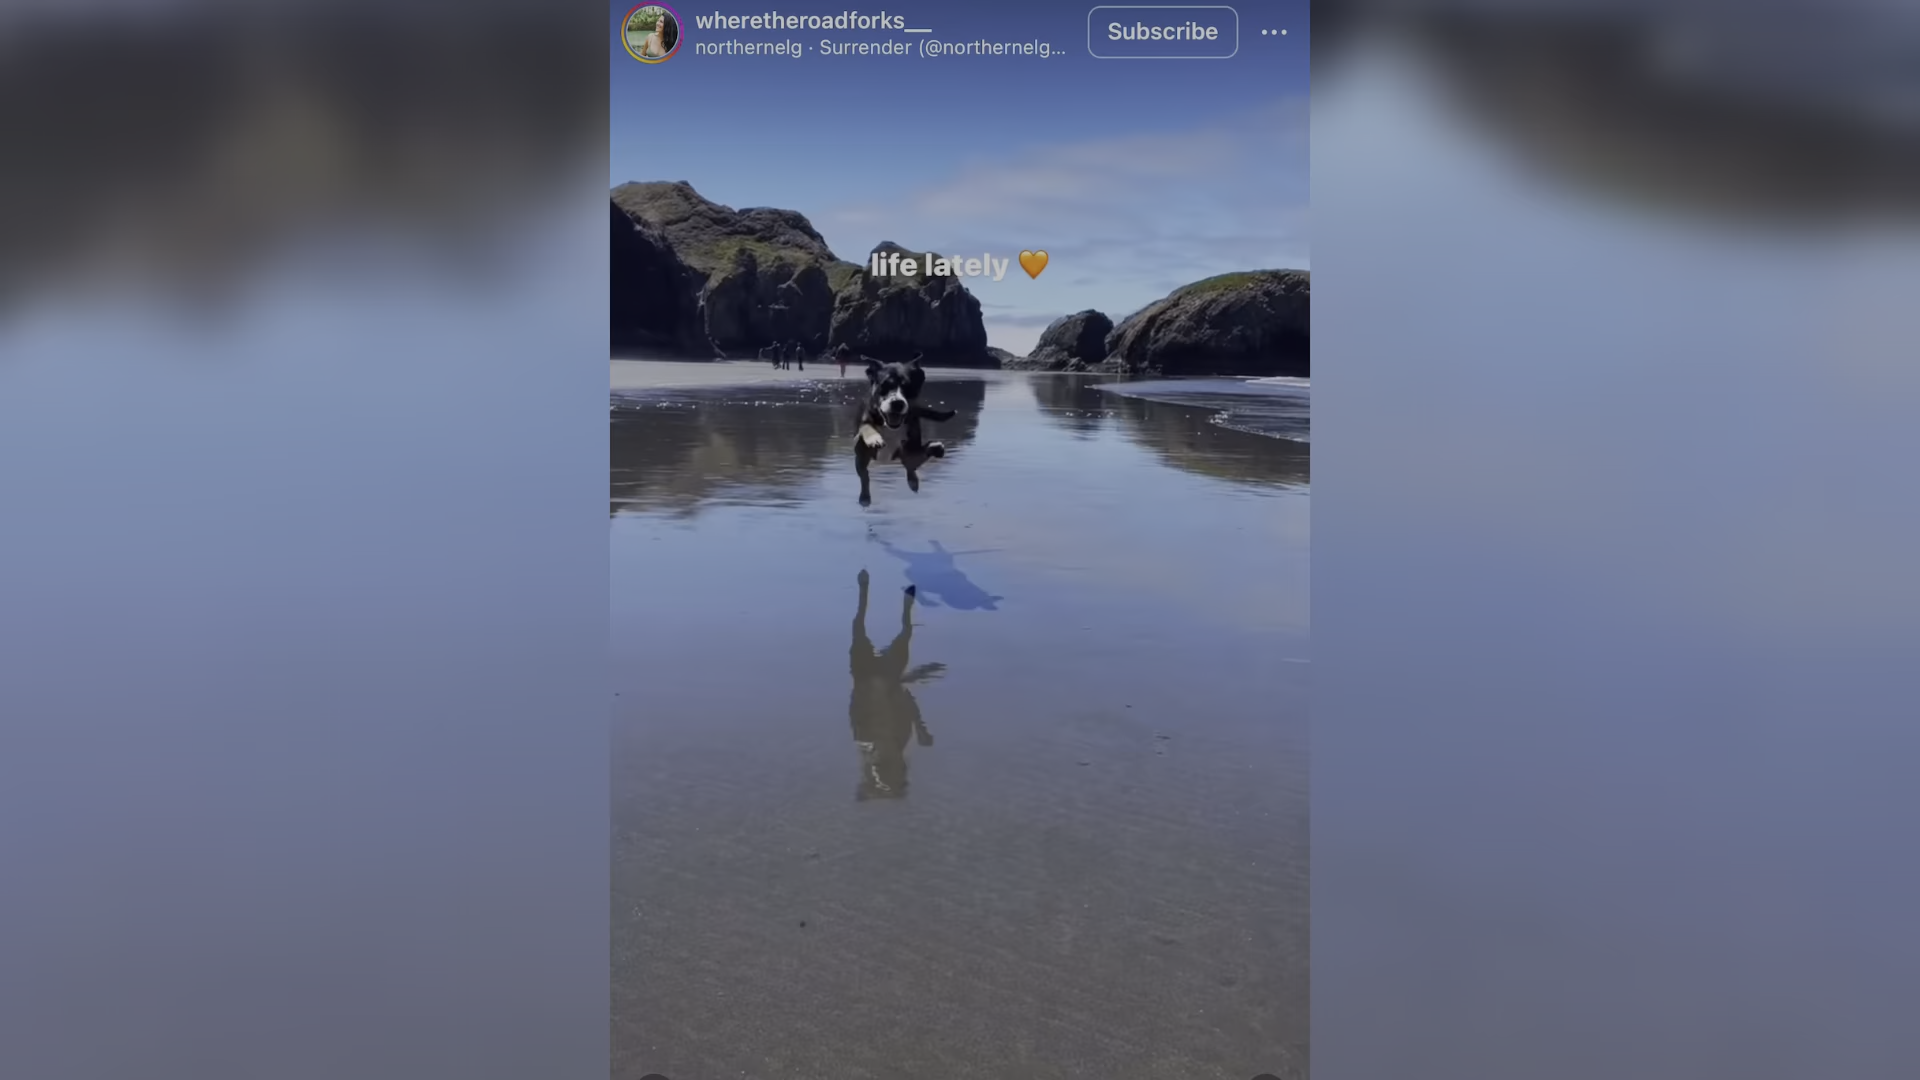 wheretheroadforks__
northernelg · Surrender (@northernelg...
Subscribe
life lately 🧡